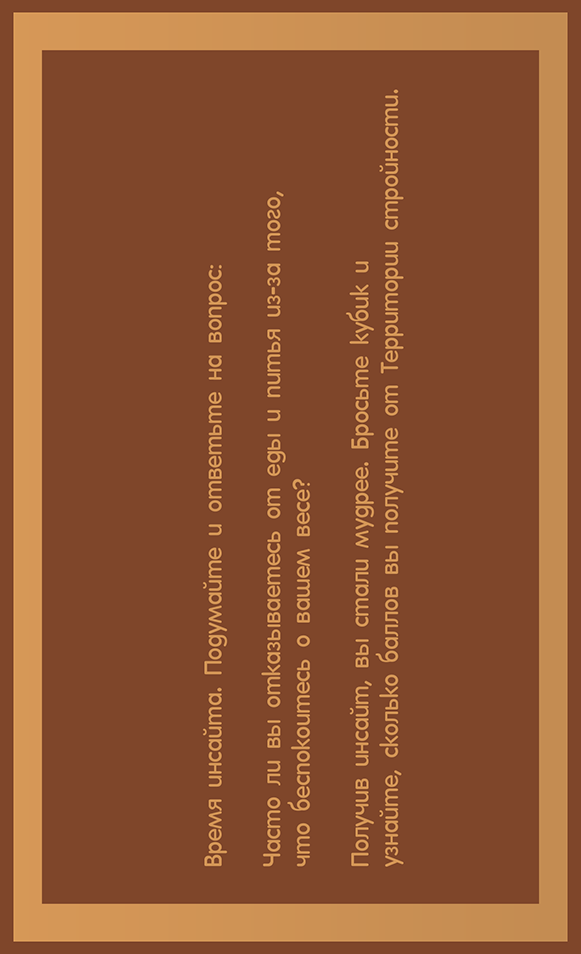 Время инсайта. Подумайте и ответьте на вопрос:
Часто ли вы отказываетесь от еды и питья из-за того,
что беспокоитесь о вашем весе?
Получив инсайт, вы стали мудрее. Бросьте кубик и
узнайте, сколько баллов вы получите от Территории стройности.